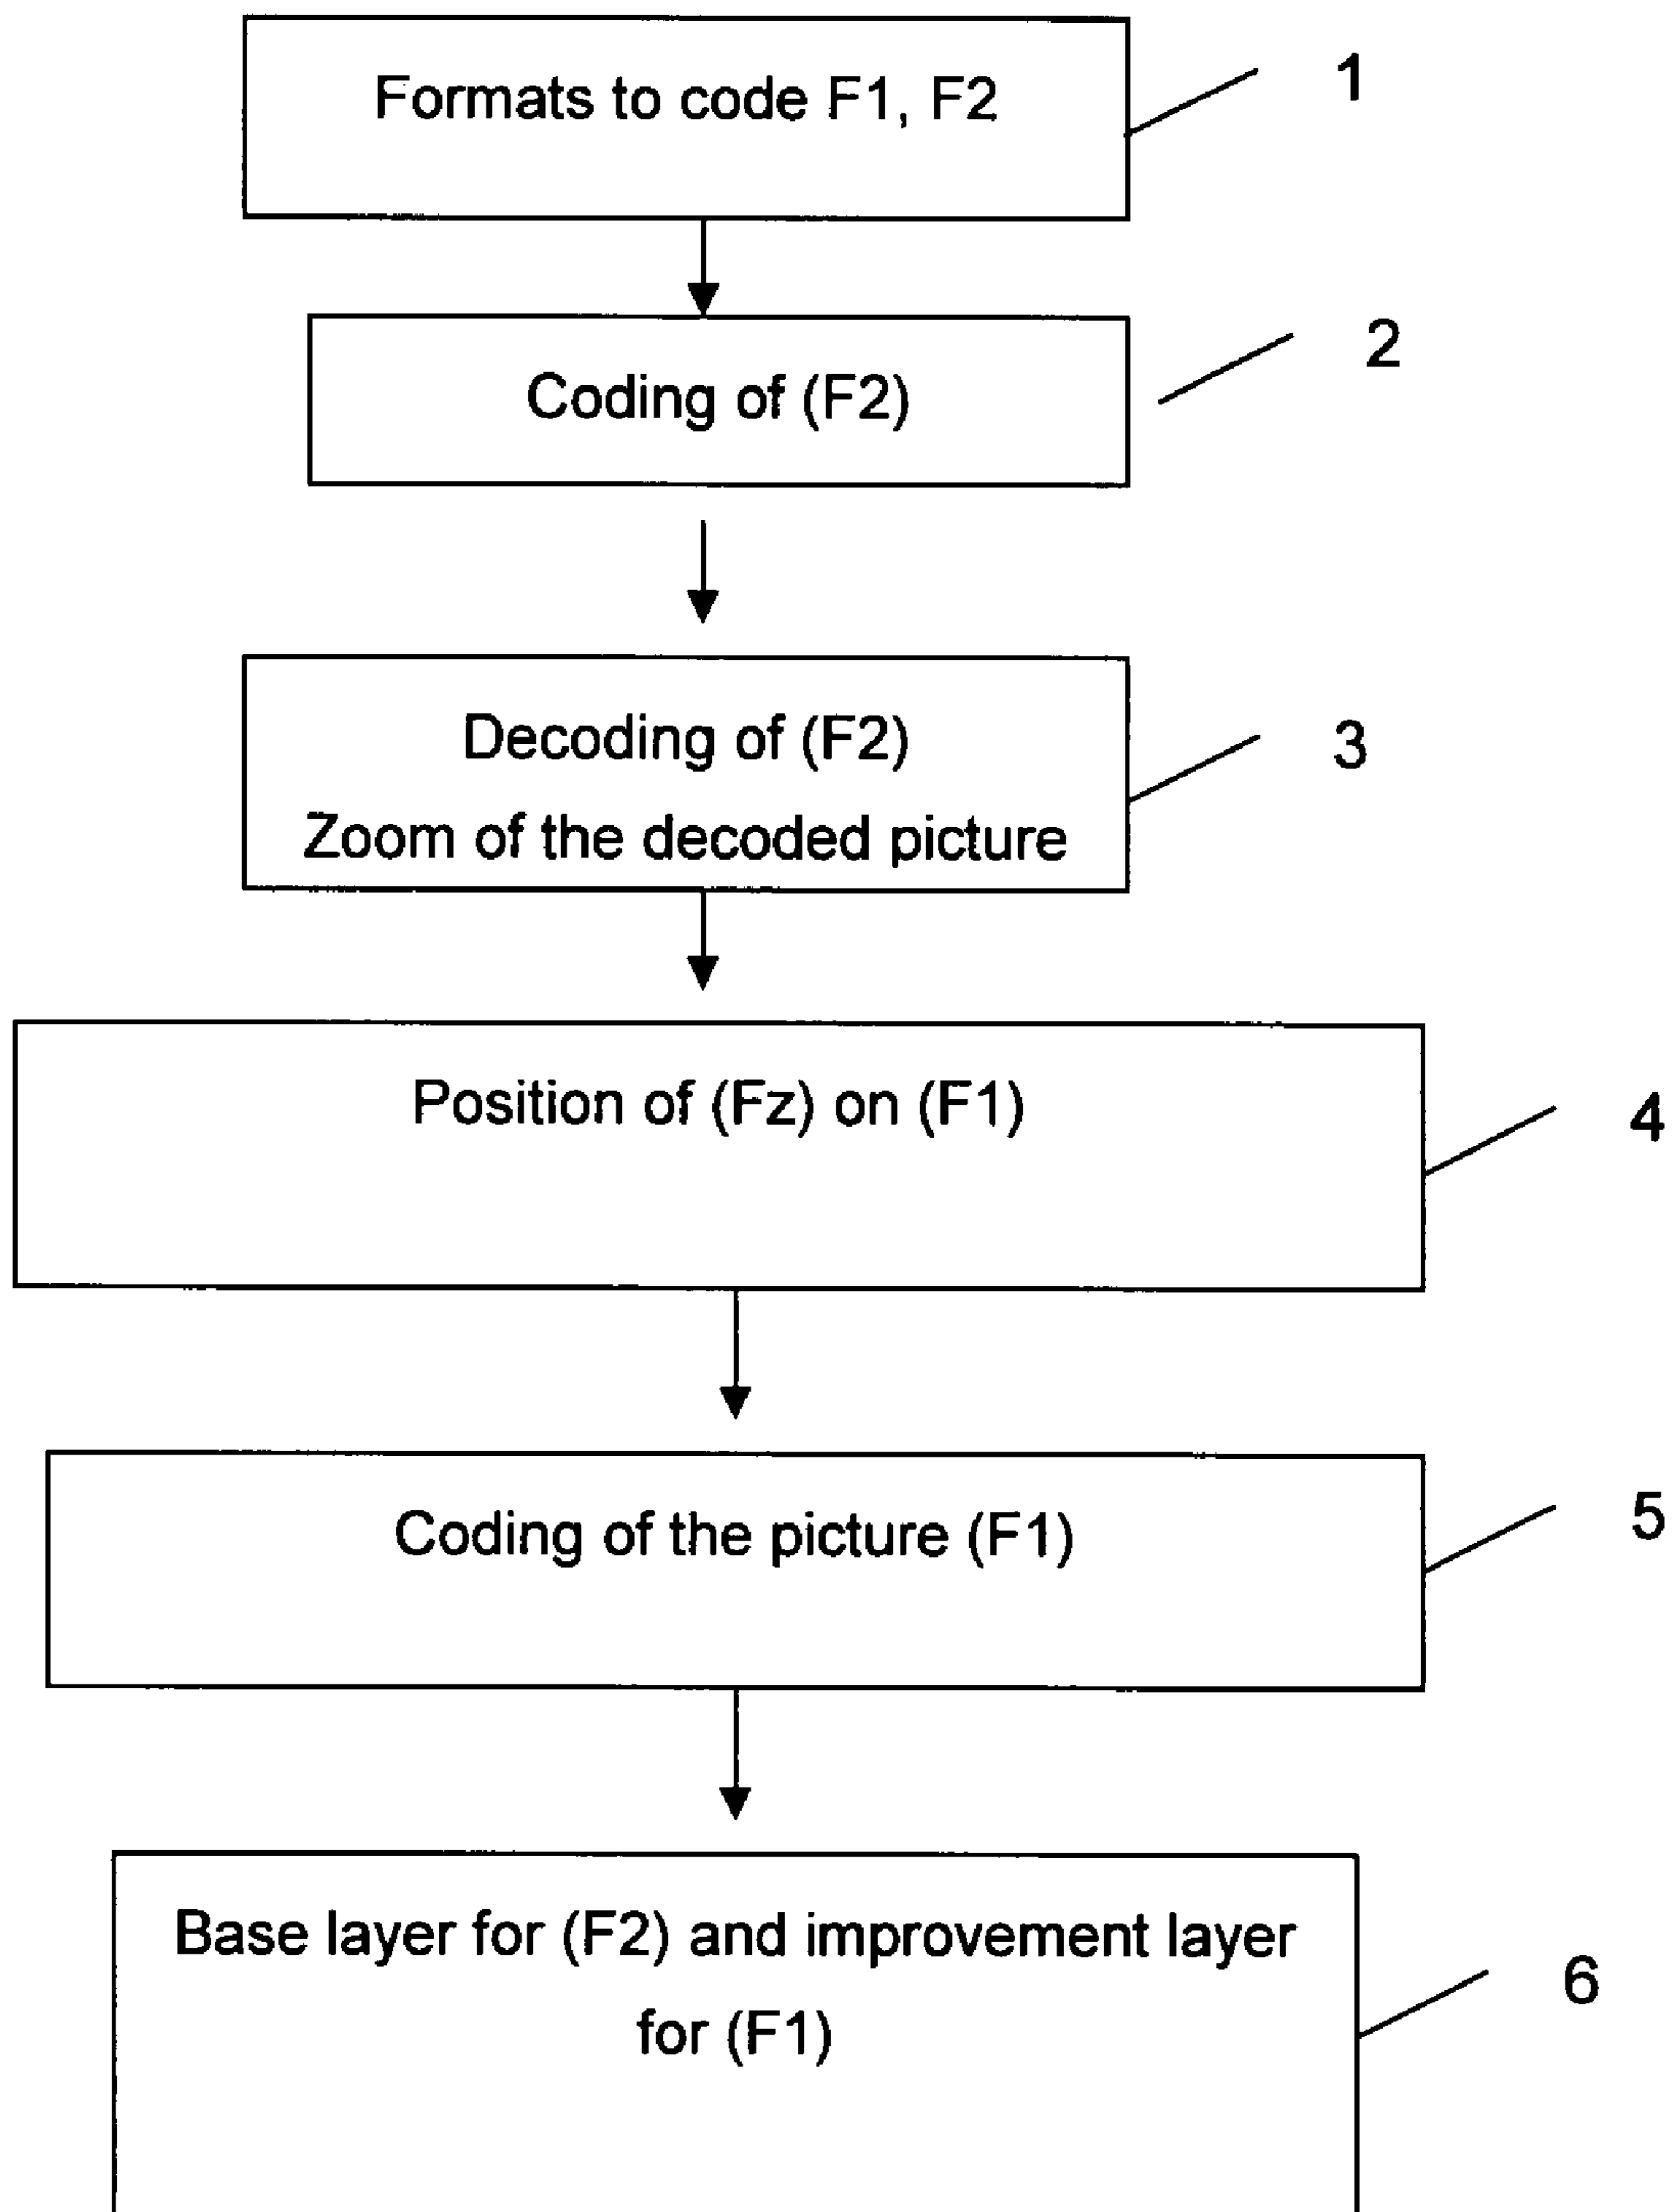 Formats to code F1, F2
1
Coding of (F2)
2
Decoding of (F2)
Zoom of the decoded picture
3
Position of (Fz) on (F1)
4
Coding of the picture (F1)
5
Base layer for (F2) and improvement layer
for (F1)
6